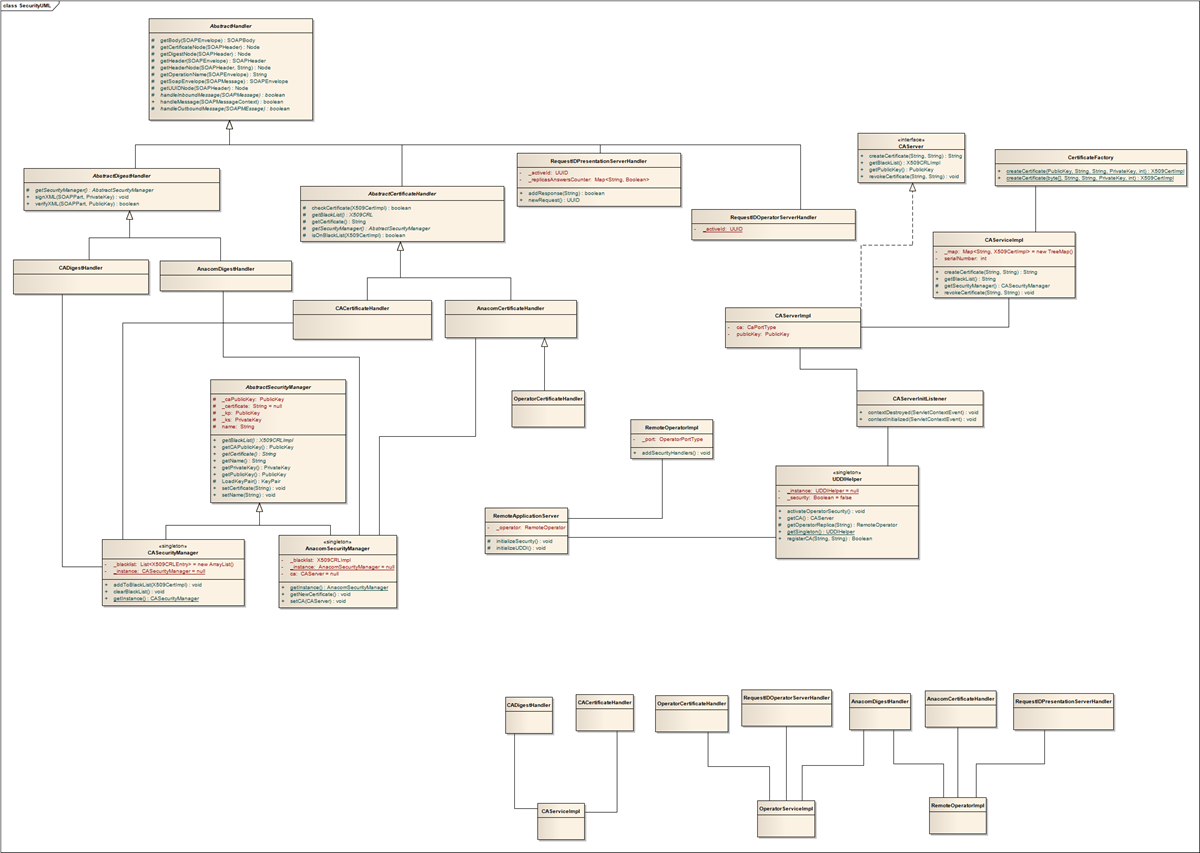 class SecurityUML
AbstractHandler
# getBody(SOAPEnvelope) : SOAPBody
# getCertificateNode(SOAPHeader) : Node
# getDigestNode(SOAPHeader) : Node
# getHeader(SOAPEnvelope) : SOAPHeader
# getHeaderNode(SOAPHeader, String) : Node
# getOperationName(SOAPEnvelope) : String
# getSoapEnvelope(SOAPMessage) : SOAPEnvelope
# getUUIDNode(SOAPHeader) : Node
# handleInboundMessage(SOAPMessage) : boolean
+ handleMessage(SOAPMessageContext) : boolean
# handleOutboundMessage(SOAPMEssage) : boolean
AbstractDigestHandler
# getSecurityManager() : AbstractSecurityManager
+ signXML(SOAPPart, PrivateKey) : void
+ verifyXML(SOAPPart, PublicKey) : boolean
CADigestHandler
AnacomDigestHandler
AbstractCertificateHandler
+ checkCertificate(X509CertImpl) : boolean
# getBlackList() : X509CRL
# getCertificate() : String
# getSecurityManager() : AbstractSecurityManager
# isOnBlackList(X509CertImpl) : boolean
CACertificateHandler
AnacomCertificateHandler
OperatorCertificateHandler
RequestIDPresentationServerHandler
- _activeId: UUID
- _replicasAnswersCounter: Map<String, Boolean>
+ addResponse(String) : boolean
+ newRequest() : UUID
RequestIDOperatorServerHandler
- _activeId: UUID
«interface»
CAServer
+ createCertificate(String, String) : String
+ getBlackList() : X509CRLImpl
+ getPublicKey() : PublicKey
+ revokeCertificate(String, String) : void
CertificateFactory
+ createCertificate(PublicKey, String, String, PrivateKey, int) : X509CertImpl
+ createCertificate(byte[], String, String, PrivateKey, int) : X509CertImpl
CAServiceImpl
- _map: Map<String, X509CertImpl> = new TreeMap()
- serialNumber: int
+ createCertificate(String, String) : String
+ getBlackList() : String
# getSecurityManager() : CASecurityManager
+ revokeCertificate(String, String) : void
CAServerImpl
- ca: CaPortType
- publicKey: PublicKey
CAServerInitListener
+ contextDestroyed(ServletContextEvent) : void
+ contextInitialized(ServletContextEvent) : void
AbstractSecurityManager
# _caPublicKey: PublicKey
# _certificate: String = null
# _kp: PublicKey
# _ks: PrivateKey
# name: String
+ getBlackList() : X509CRLImpl
+ getCAPublicKey() : PublicKey
+ getCertificate() : String
+ getName() : String
+ getPrivateKey() : PrivateKey
+ getPublicKey() : PublicKey
# LoadKeyPair() : KeyPair
+ setCertificate(String) : void
+ setName(String) : void
«singleton»
CASecurityManager
- _blacklist: List<X509CRLEntry> = new ArrayList()
- _instance: CASecurityManager = null
+ addToBlackList(X509CertImpl) : void
+ clearBlackList() : void
+ getInstance() : CASecurityManager
«singleton»
AnacomSecurityManager
- _blacklist: X509CRLImpl
- _instance: AnacomSecurityManager = null
- ca: CAServer = null
+ getInstance() : AnacomSecurityManager
+ getNewCertificate() : void
+ setCA(CAServer) : void
RemoteOperatorImpl
- _port: OperatorPortType
+ addSecurityHandlers() : void
RemoteApplicationServer
- _operator: RemoteOperator
# initializeSecurity() : void
# initializeUDDI() : void
«singleton»
UDDIHelper
- _instance: UDDIHelper = null
- _security: Boolean = false
+ activateOperatorSecurity() : void
+ getCA() : CAServer
+ getOperatorReplica(String) : RemoteOperator
+ getSingleton() : UDDIHelper
+ registerCA(String, String) : Boolean
CADigestHandler
CACertificateHandler
OperatorCertificateHandler
RequestIDOperatorServerHandler
AnacomDigestHandler
AnacomCertificateHandler
RequestIDPresentationServerHandler
CAServiceImpl
OperatorServiceImpl
RemoteOperatorImpl